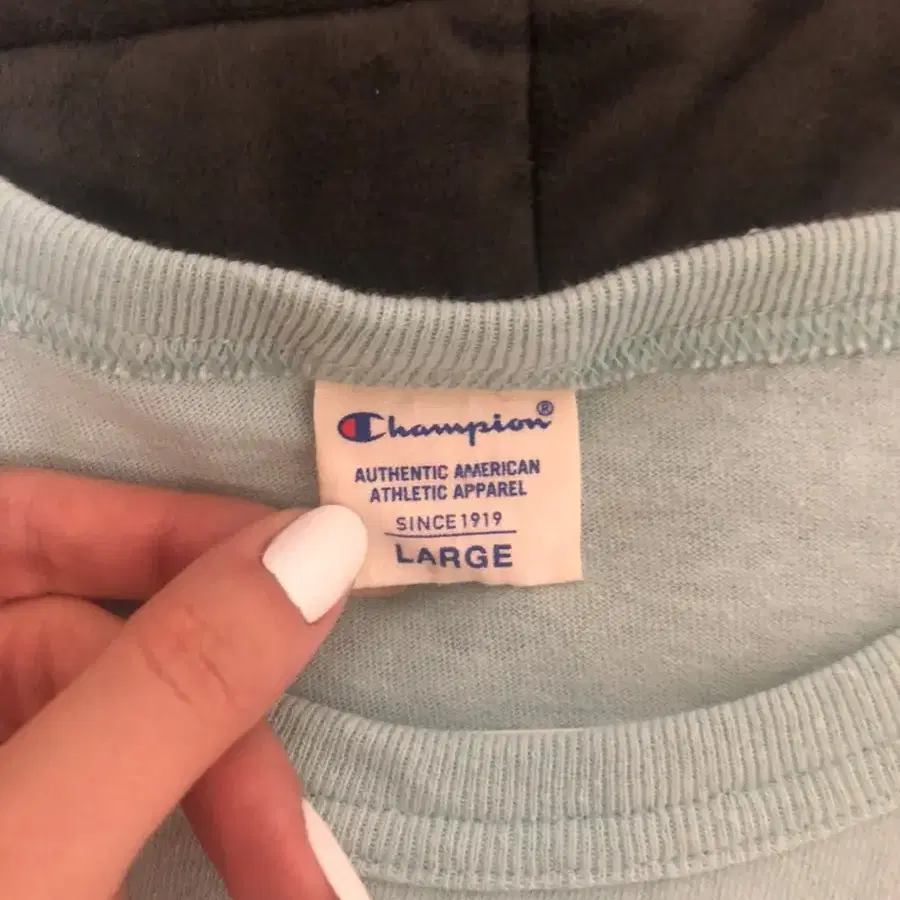 Champion®
AUTHENTIC AMERICAN
ATHLETIC APPAREL
SINCE 1919
LARGE